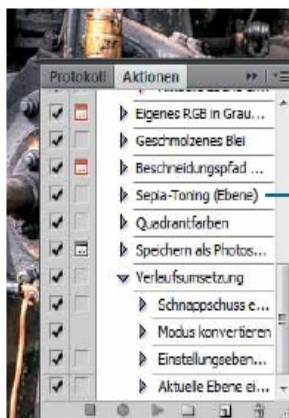 Protokoll Aktionen
Eigenes RGB in Grau...
Geschmolzenes Blei
Beschneidungspfad ...
Sepia-Toning (Ebene)
Quadrantfarben
Speichern als Photos...
Verlaufsumsetzung
Schnappschuss e...
Modus konvertieren
Einstellungseben...
Aktuelle Ebene ei...